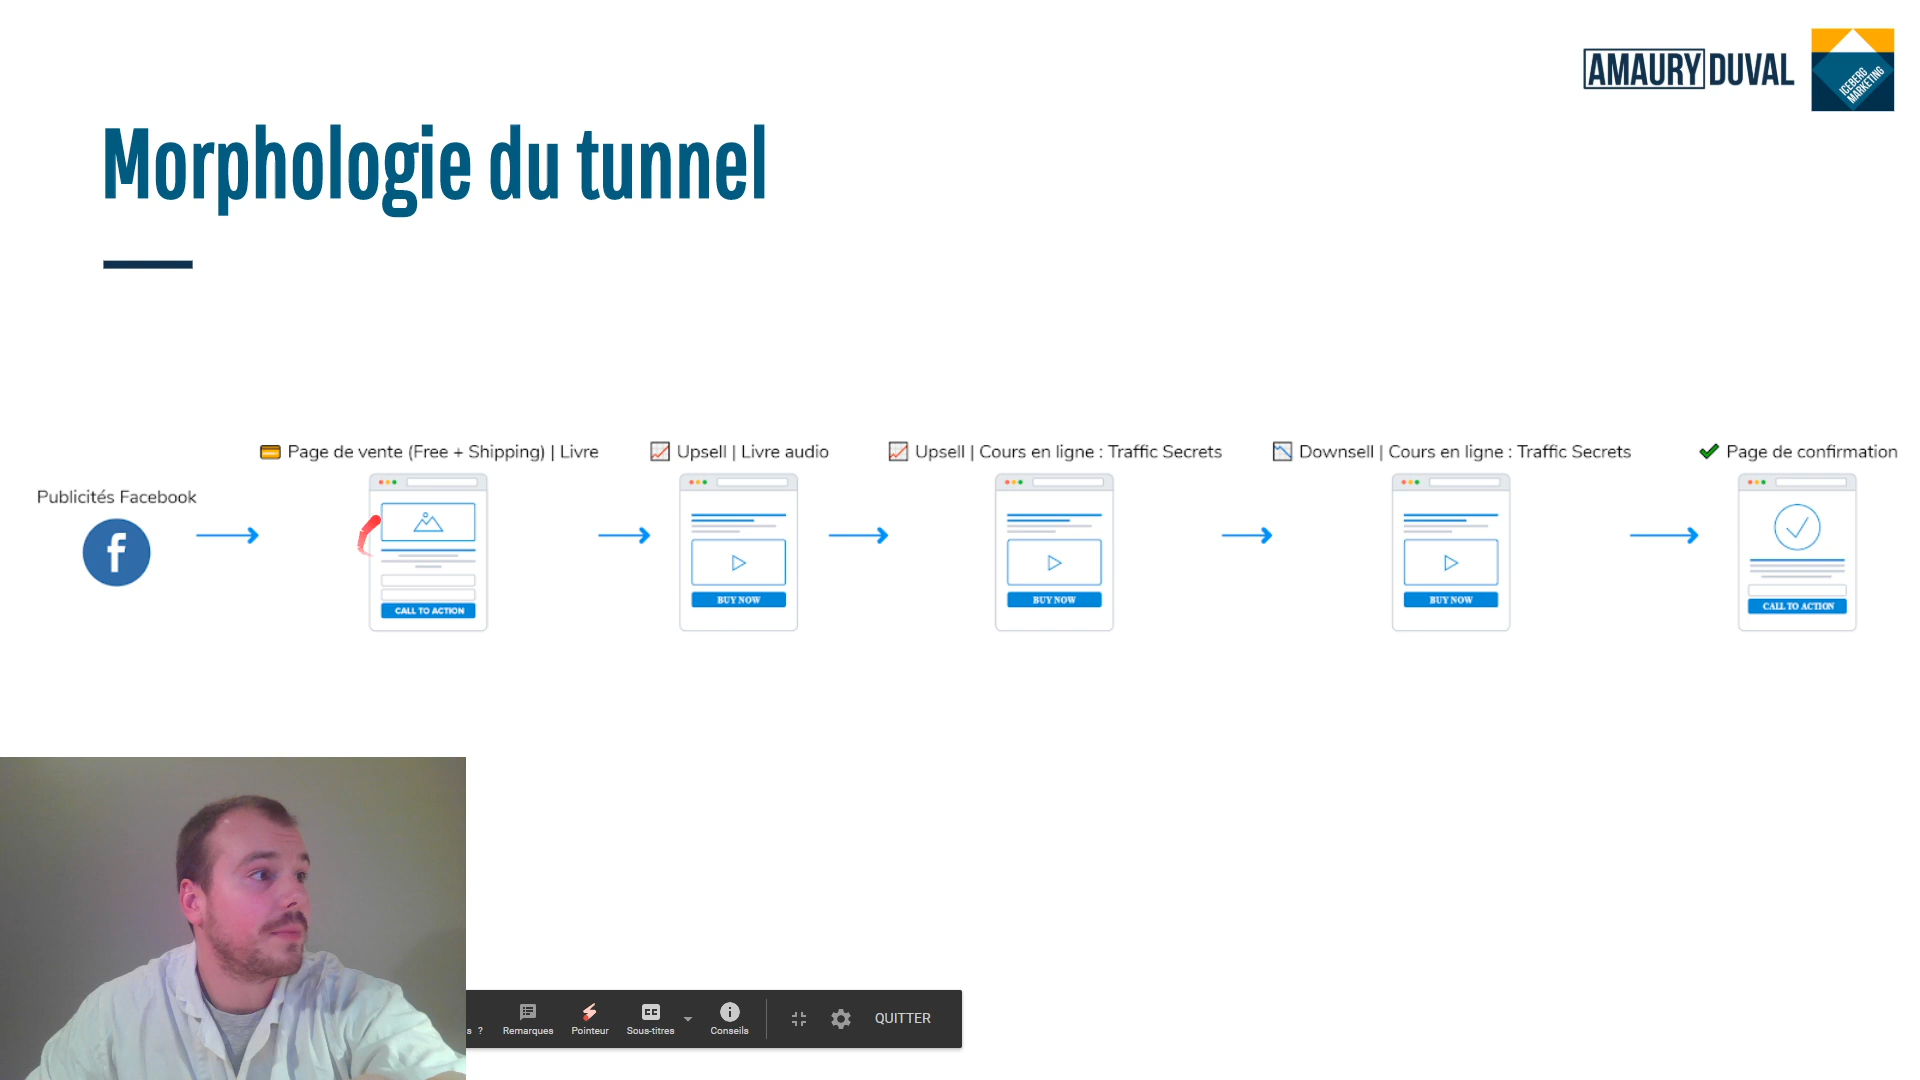 AMAURY DUVAL
ICEBERG
MARKETING
Morphologie du tunnel
Publicités Facebook
f
Page de vente (Free + Shipping) | Livre
CALL TO ACTION
Upsell | Livre audio
BUY NOW
Upsell | Cours en ligne : Traffic Secrets
BUY NOW
Downsell | Cours en ligne : Traffic Secrets
BUY NOW
Page de confirmation
CALL TO ACTION
s ?
Remarques
Pointeur
CC
Sous-titres
Conseils
QUITTER